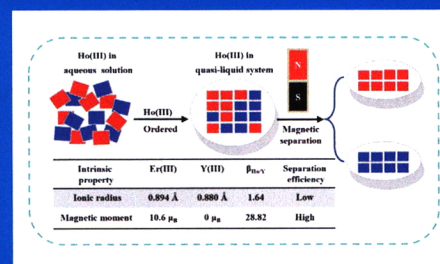 Ho(III) in
aqueous solution
Ho(III) in
quasi-liquid system
N
S
Ho(III)
Ordered
Magnetic
separation
Intrinsic property Er(III) Y(III) βHo/Y Separation efficiency
Ionic radius 0.894 Å 0.880 Å 1.64 Low
Magnetic moment 10.6 μB 0 μB 28.82 High